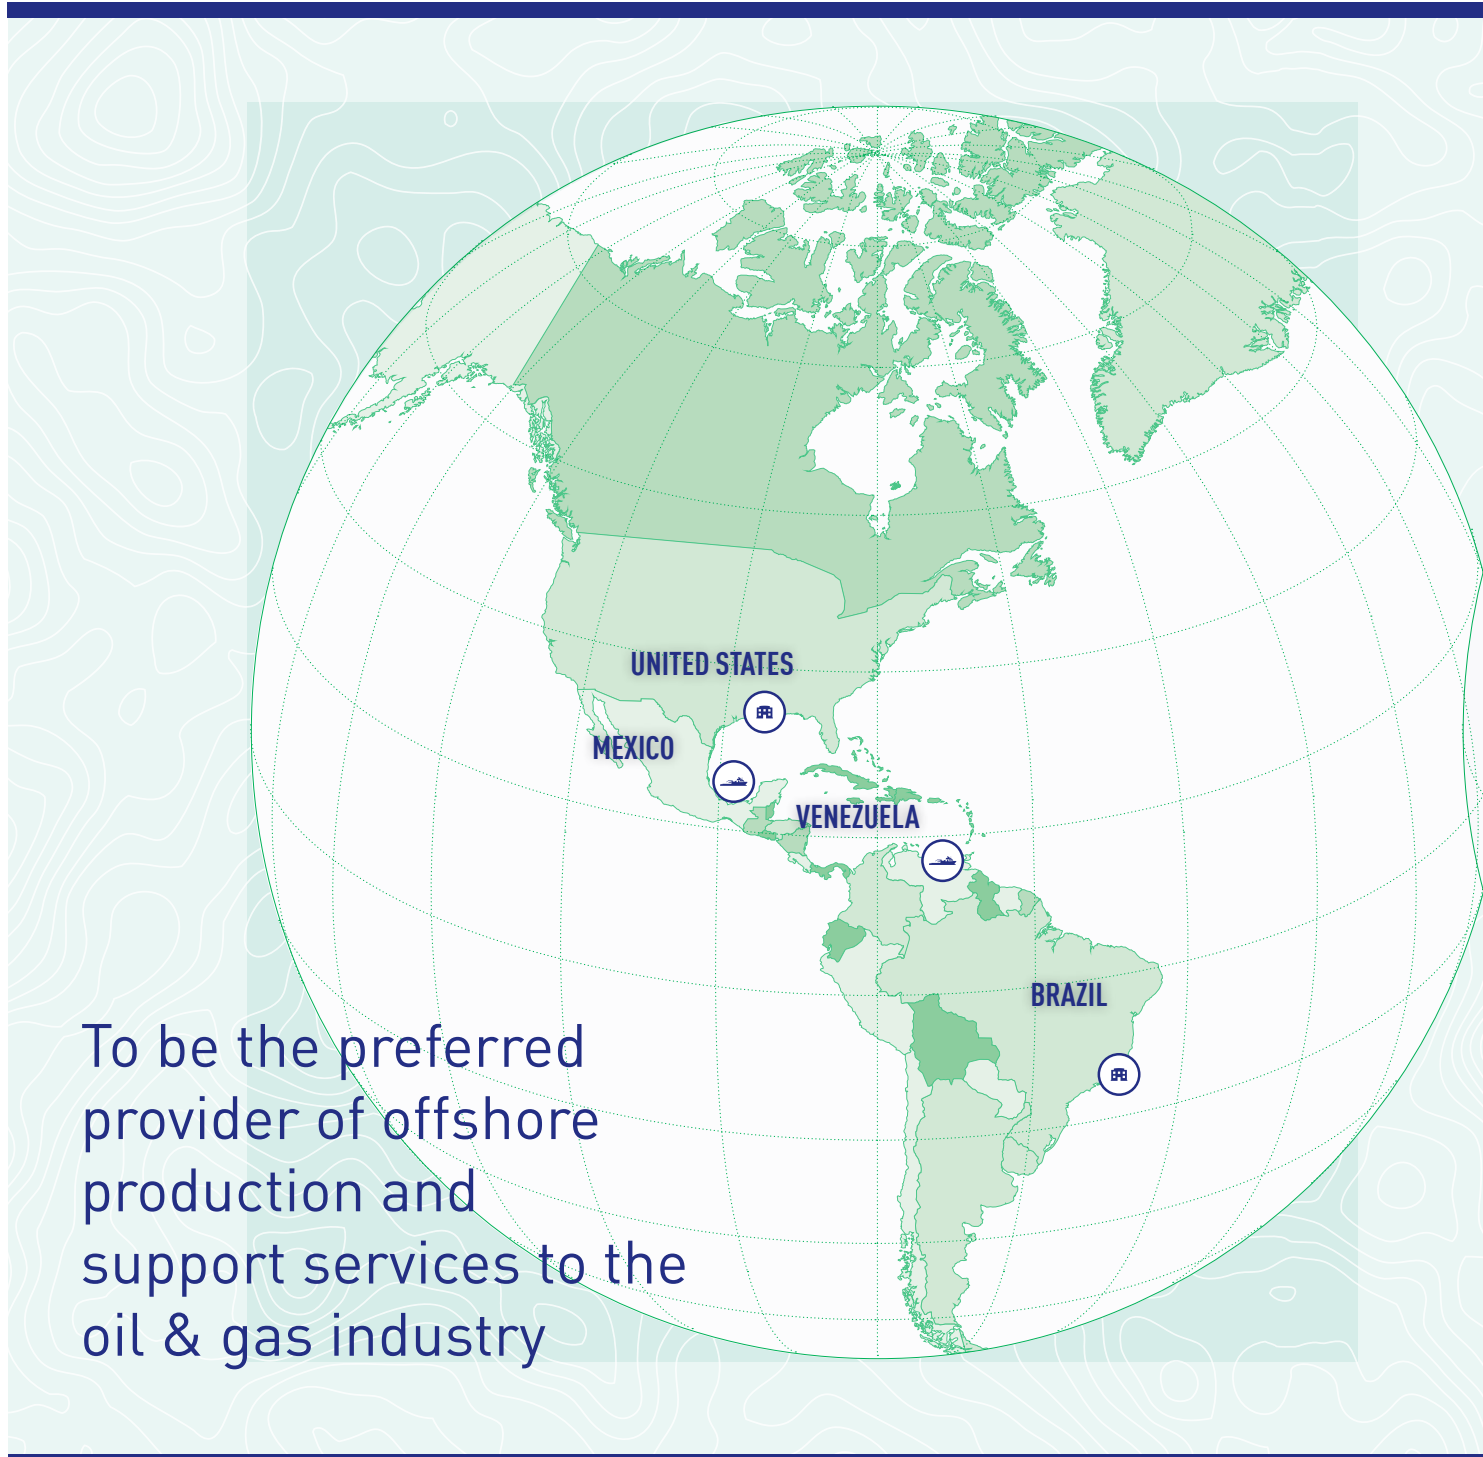 UNITED STATES
MEXICO
VENEZUELA
BRAZIL
To be the preferred
provider of offshore
production and
support services to the
oil & gas industry